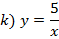 k) y = 5/x